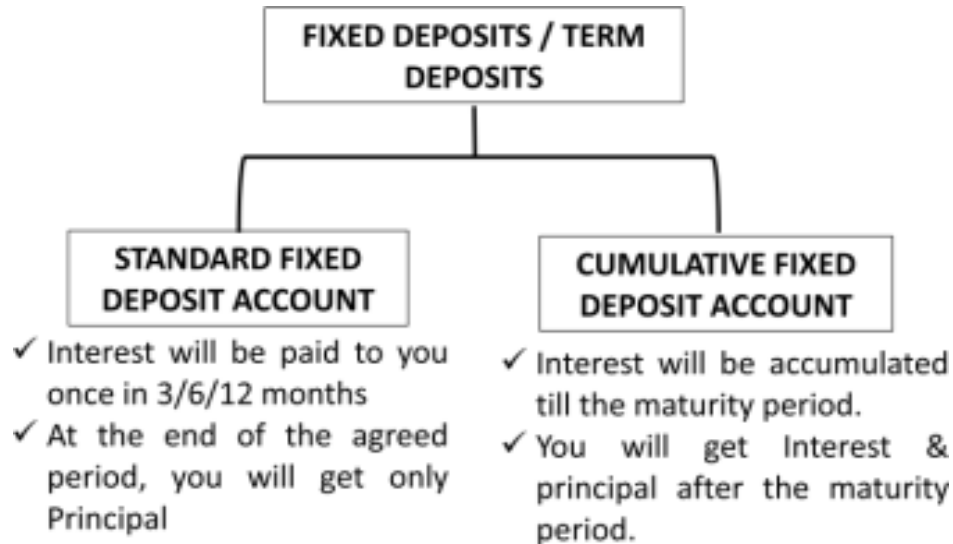 FIXED DEPOSITS / TERM
DEPOSITS
STANDARD FIXED
DEPOSIT ACCOUNT
✓ Interest will be paid to you
once in 3/6/12 months
✓ At the end of the agreed
period, you will get only
Principal
CUMULATIVE FIXED
DEPOSIT ACCOUNT
✓ Interest will be accumulated
till the maturity period.
✓ You will get Interest &
principal after the maturity
period.